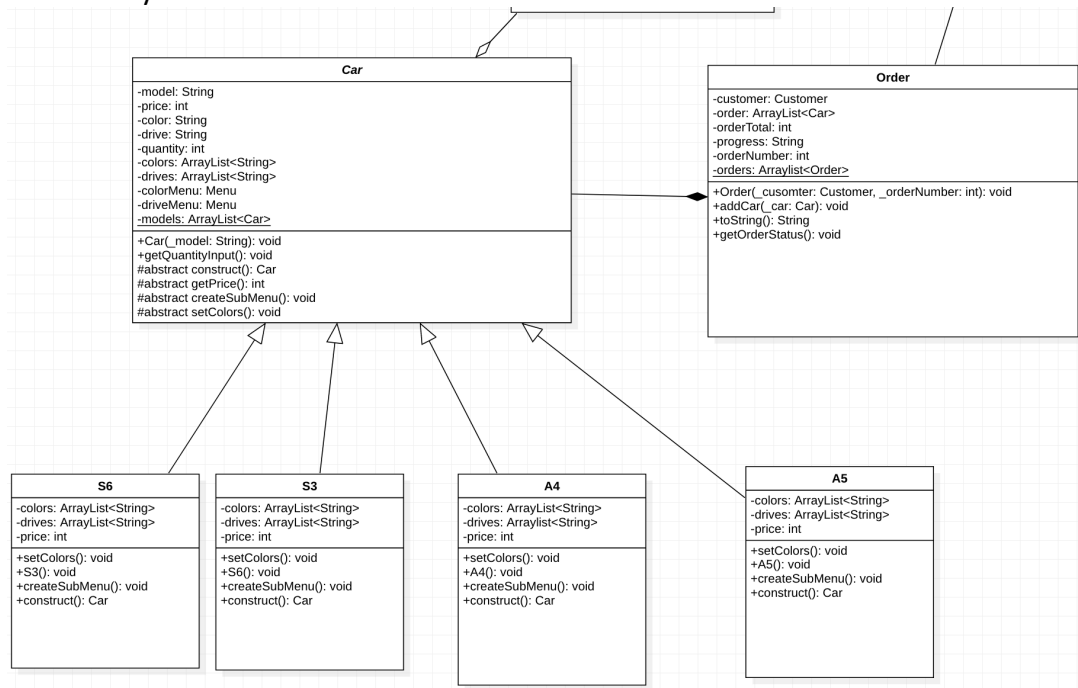 Car
-model: String
-price: int
-color: String
-drive: String
-quantity: int
-colors: ArrayList<String>
-drives: ArrayList<String>
-colorMenu: Menu
-driveMenu: Menu
-models: ArrayList<Car>
+Car(_model: String): void
+getQuantityInput(): void
#abstract construct(): Car
#abstract getPrice(): int
#abstract createSubMenu(): void
#abstract setColors(): void
Order
-customer: Customer
-order: ArrayList<Car>
-orderTotal: int
-progress: String
-orderNumber: int
-orders: Arraylist<Order>
+Order(_cusomter: Customer, _orderNumber: int): void
+addCar(_car: Car): void
+toString(): String
+getOrderStatus(): void
S6
-colors: ArrayList<String>
-drives: ArrayList<String>
-price: int
+setColors(): void
+S3(): void
+createSubMenu(): void
+construct(): Car
S3
-colors: ArrayList<String>
-drives: ArrayList<String>
-price: int
+setColors(): void
+S6(): void
+createSubMenu(): void
+construct(): Car
A4
-colors: ArrayList<String>
-drives: Arraylist<String>
-price: int
+setColors(): void
+A4(): void
+createSubMenu(): void
+construct(): Car
A5
-colors: ArrayList<String>
-drives: ArrayList<String>
-price: int
+setColors(): void
+A5(): void
+createSubMenu(): void
+construct(): Car